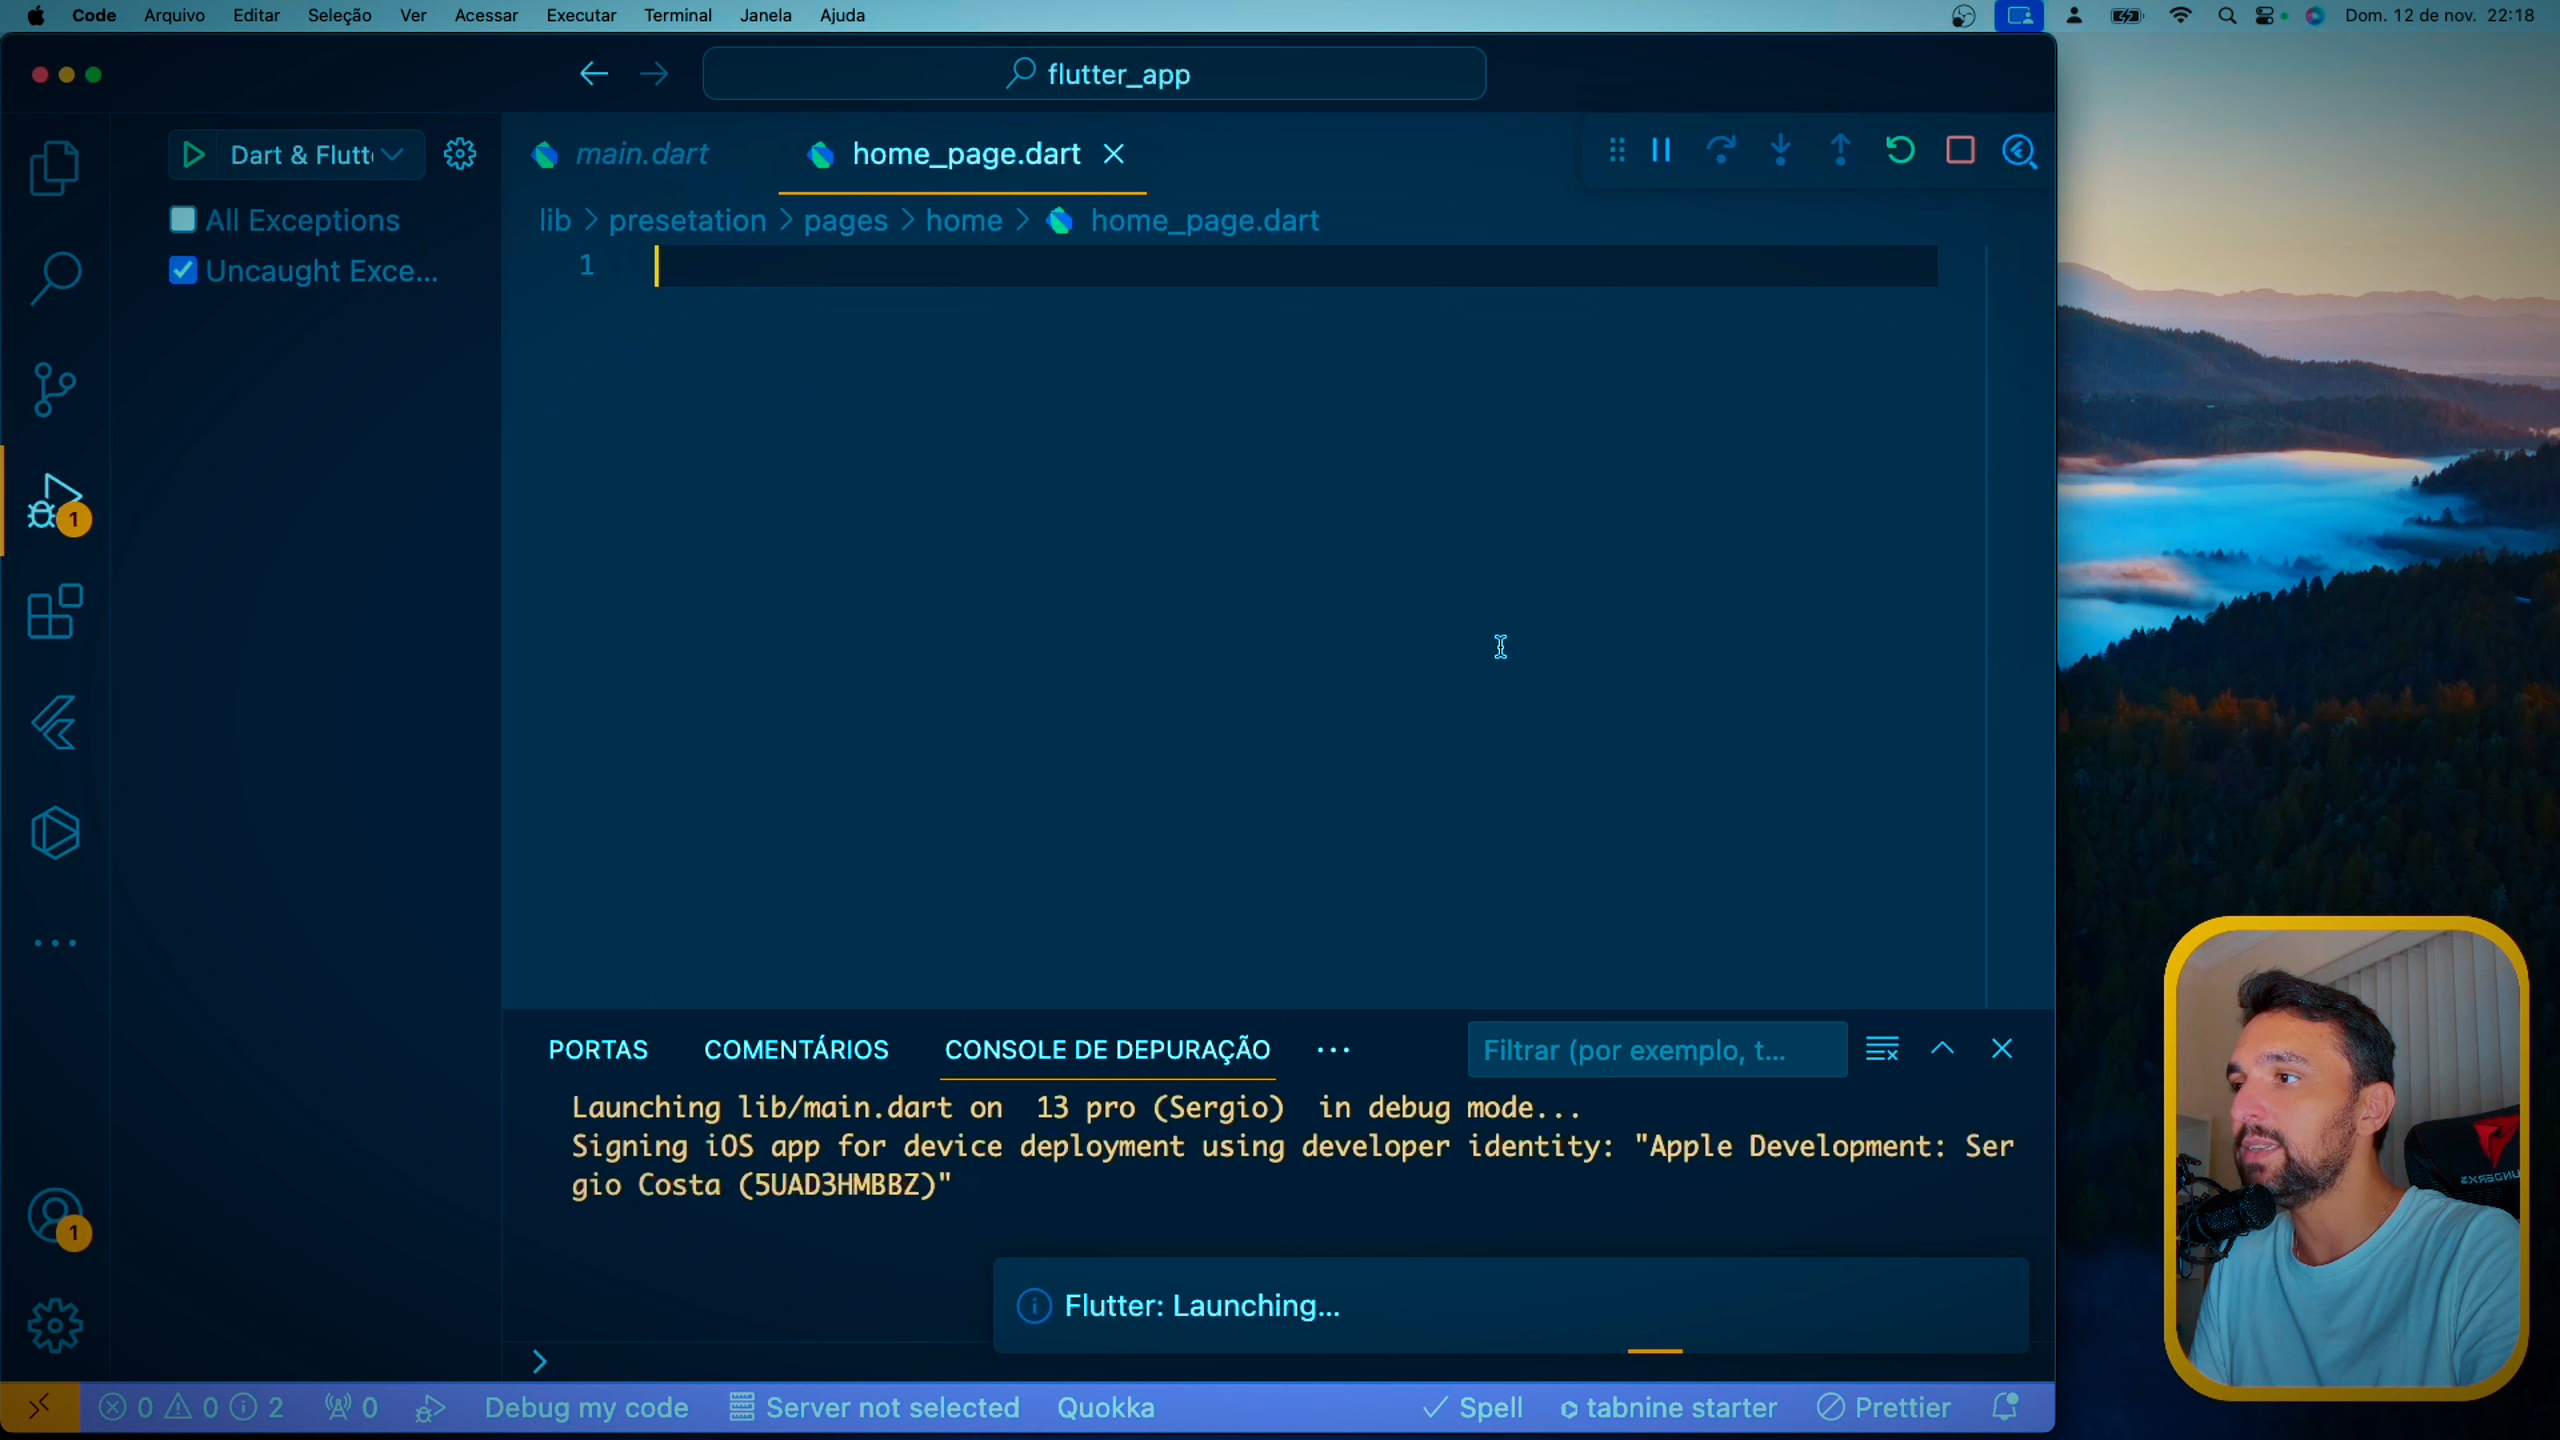 Code Arquivo Editar Seleção Ver Acessar Executar Terminal Janela Ajuda Dom. 12 de nov. 22:18
flutter_app
Dart & Flutt
main.dart
home_page.dart
All Exceptions
Uncaught Exce...
lib > presetation > pages > home > home_page.dart
1
1
PORTAS COMENTÁRIOS CONSOLE DE DEPURAÇÃO ...
Filtrar (por exemplo, t...
Launching lib/main.dart on 13 pro (Sergio) in debug mode...
Signing iOS app for device deployment using developer identity: "Apple Development: Ser
gio Costa (5UAD3HMBBZ)"
1
Flutter: Launching...
>
0 0 2 0 Debug my code Server not selected Quokka Spell tabnine starter Prettier